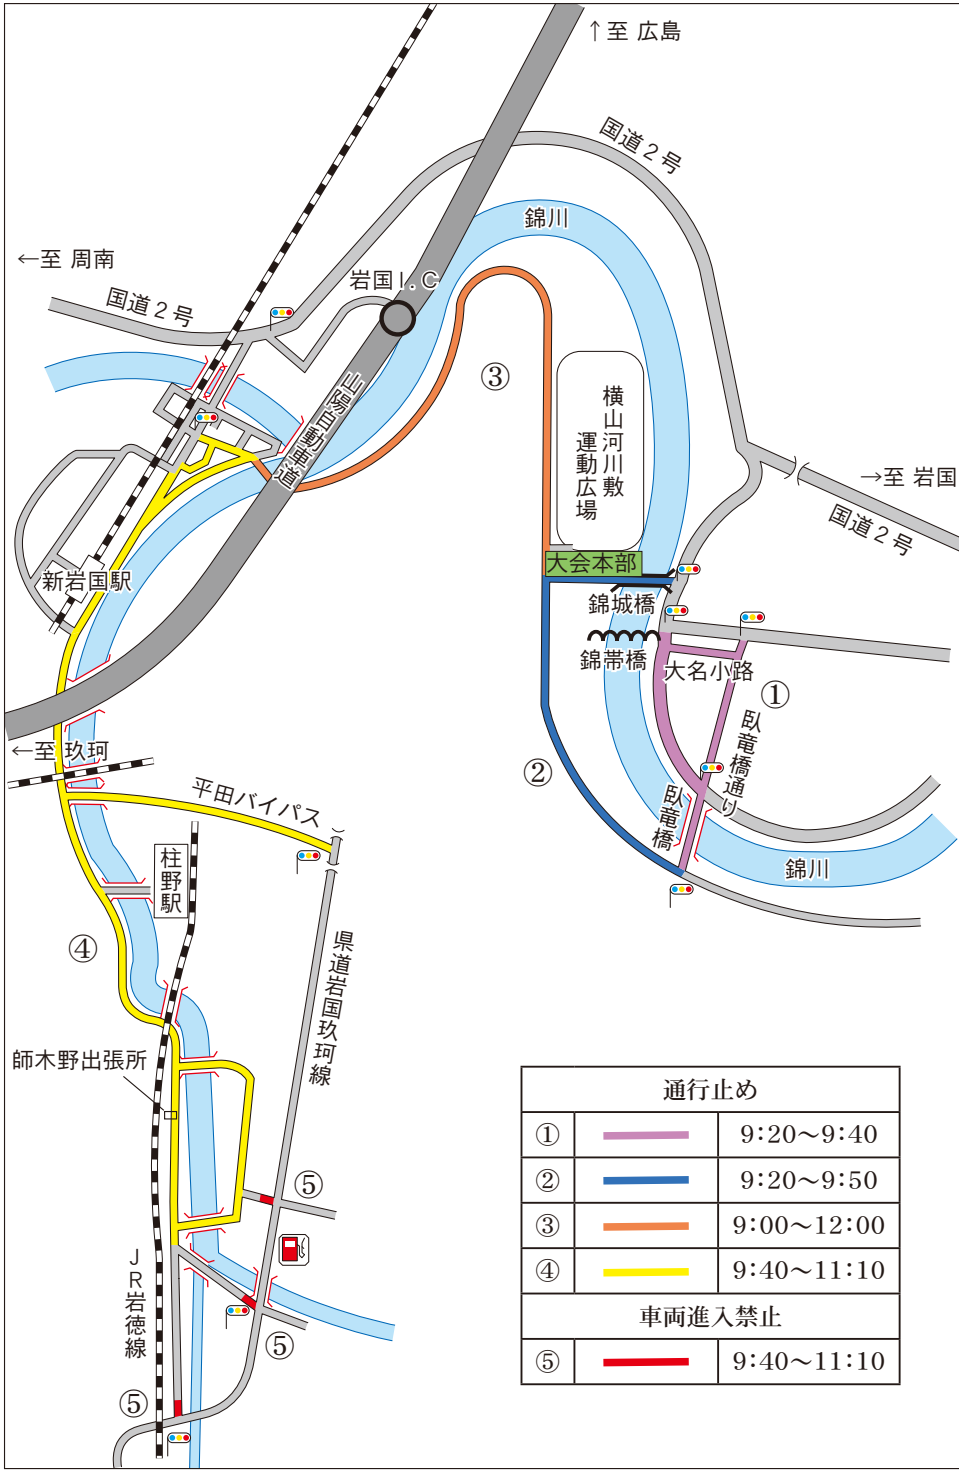 ↑至 広島
国道2号
錦川
←至 周南
岩国I.C
国道2号
③
山陽自動車道
横山河川敷
運動広場
→至 岩国
国道2号
大会本部
新岩国駅
錦城橋
錦帯橋
大名小路
①
←至 玖珂
臥竜橋通り
②
平田バイパス
臥竜橋
柱野駅
錦川
④
県道岩国玖珂線
師木野出張所
⑤
JR岩徳線
⑤
⑤
通行止め
① 9:20〜9:40
② 9:20〜9:50
③ 9:00〜12:00
④ 9:40〜11:10
車両進入禁止
⑤ 9:40〜11:10